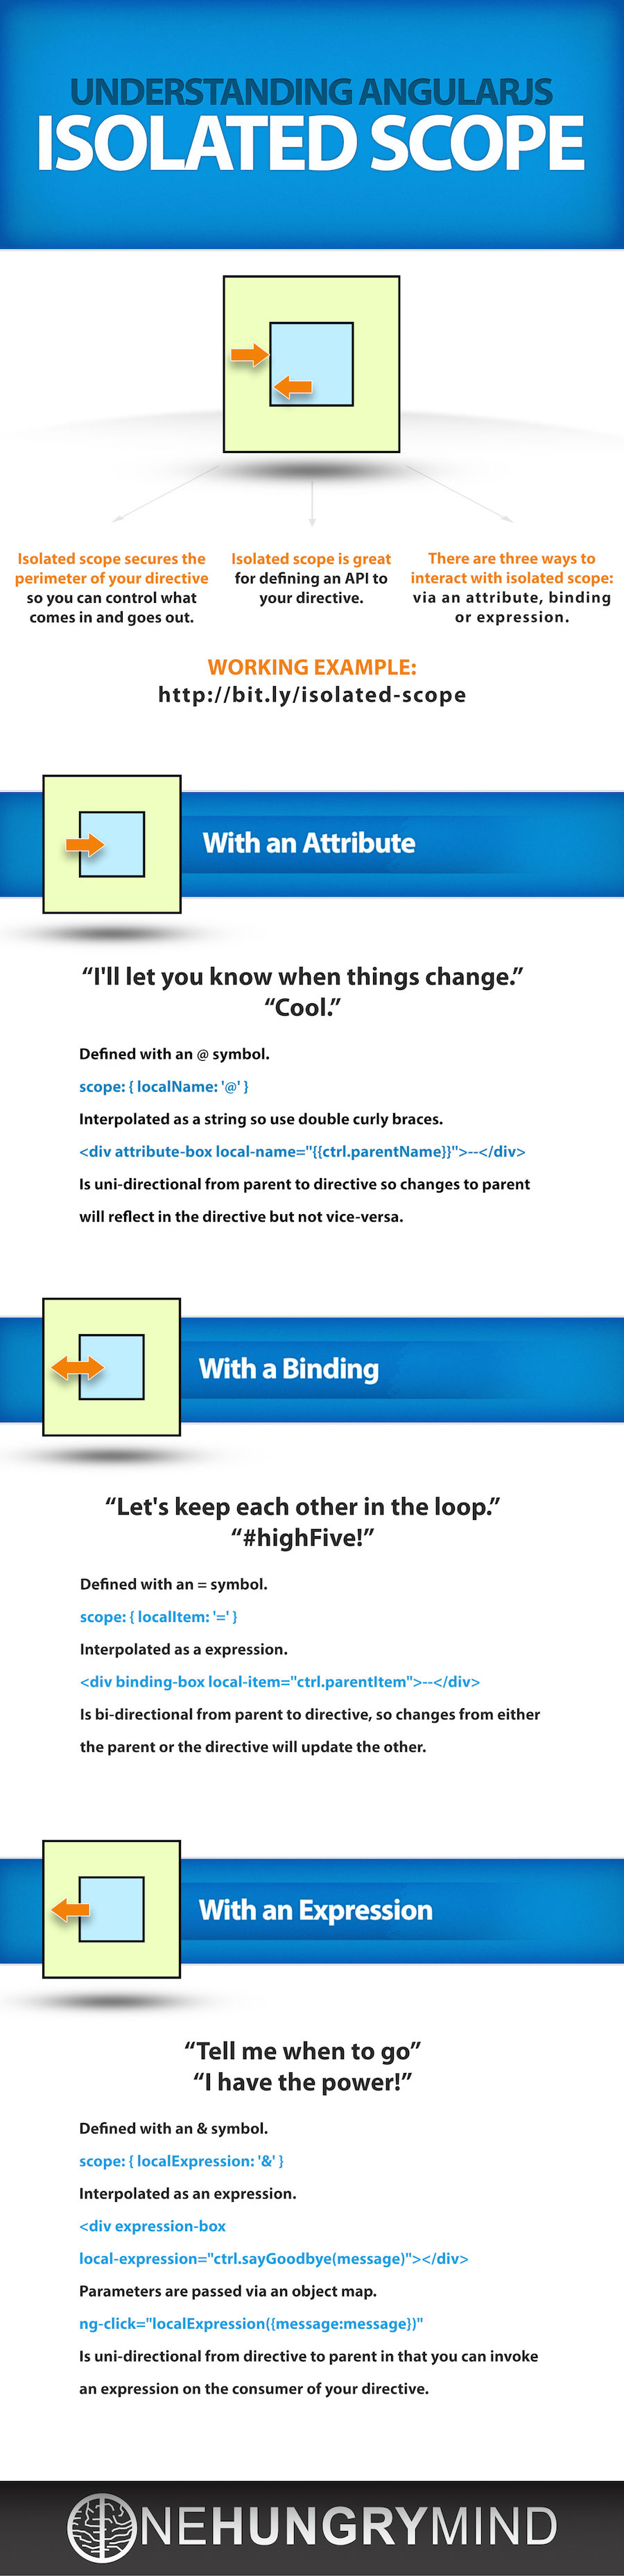 UNDERSTANDING ANGULARJS
ISOLATED SCOPE
Isolated scope secures the
perimeter of your directive
so you can control what
comes in and goes out.
Isolated scope is great
for defining an API to
your directive.
There are three ways to
interact with isolated scope:
via an attribute, binding
or expression.
WORKING EXAMPLE:
http://bit.ly/isolated-scope
With an Attribute
“I'll let you know when things change.”
“Cool.”
Defined with an @ symbol.
scope: { localName: '@' }
Interpolated as a string so use double curly braces.
<div attribute-box local-name="{{ctrl.parentName}}">--</div>
Is uni-directional from parent to directive so changes to parent
will reflect in the directive but not vice-versa.
With a Binding
“Let's keep each other in the loop.”
“#highFive!”
Defined with an = symbol.
scope: { localItem: '=' }
Interpolated as a expression.
<div binding-box local-item="ctrl.parentItem">--</div>
Is bi-directional from parent to directive, so changes from either
the parent or the directive will update the other.
With an Expression
“Tell me when to go”
“I have the power!”
Defined with an & symbol.
scope: { localExpression: '&' }
Interpolated as an expression.
<div expression-box
local-expression="ctrl.sayGoodbye(message)"></div>
Parameters are passed via an object map.
ng-click="localExpression({message:message})"
Is uni-directional from directive to parent in that you can invoke
an expression on the consumer of your directive.
ONEHUNGRYMIND